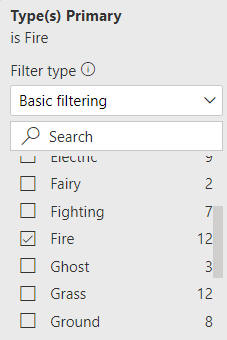 Type(s) Primary
is Fire
Filter type
Basic filtering
Search
Electric 9
Fairy 2
Fighting 7
Fire 12
Ghost 3
Grass 12
Ground 8